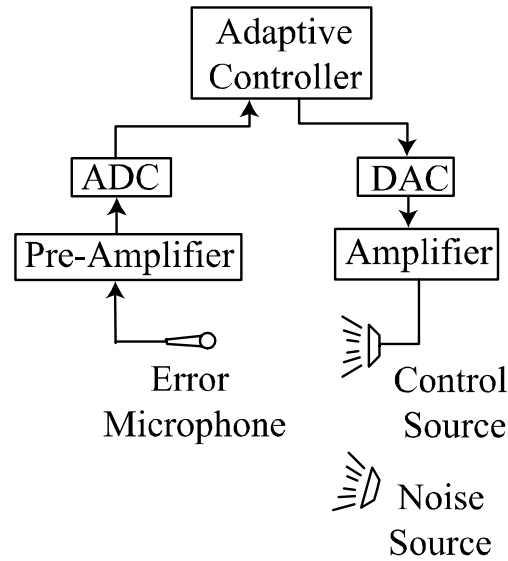 Adaptive
Controller
ADC
DAC
Pre-Amplifier
Amplifier
Error
Microphone
Control
Source
Noise
Source